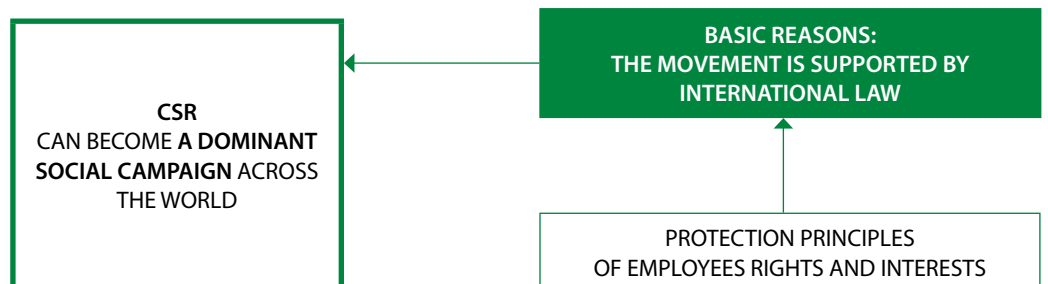 CSR
CAN BECOME A DOMINANT
SOCIAL CAMPAIGN ACROSS
THE WORLD
BASIC REASONS:
THE MOVEMENT IS SUPPORTED BY
INTERNATIONAL LAW
PROTECTION PRINCIPLES
OF EMPLOYEES RIGHTS AND INTERESTS